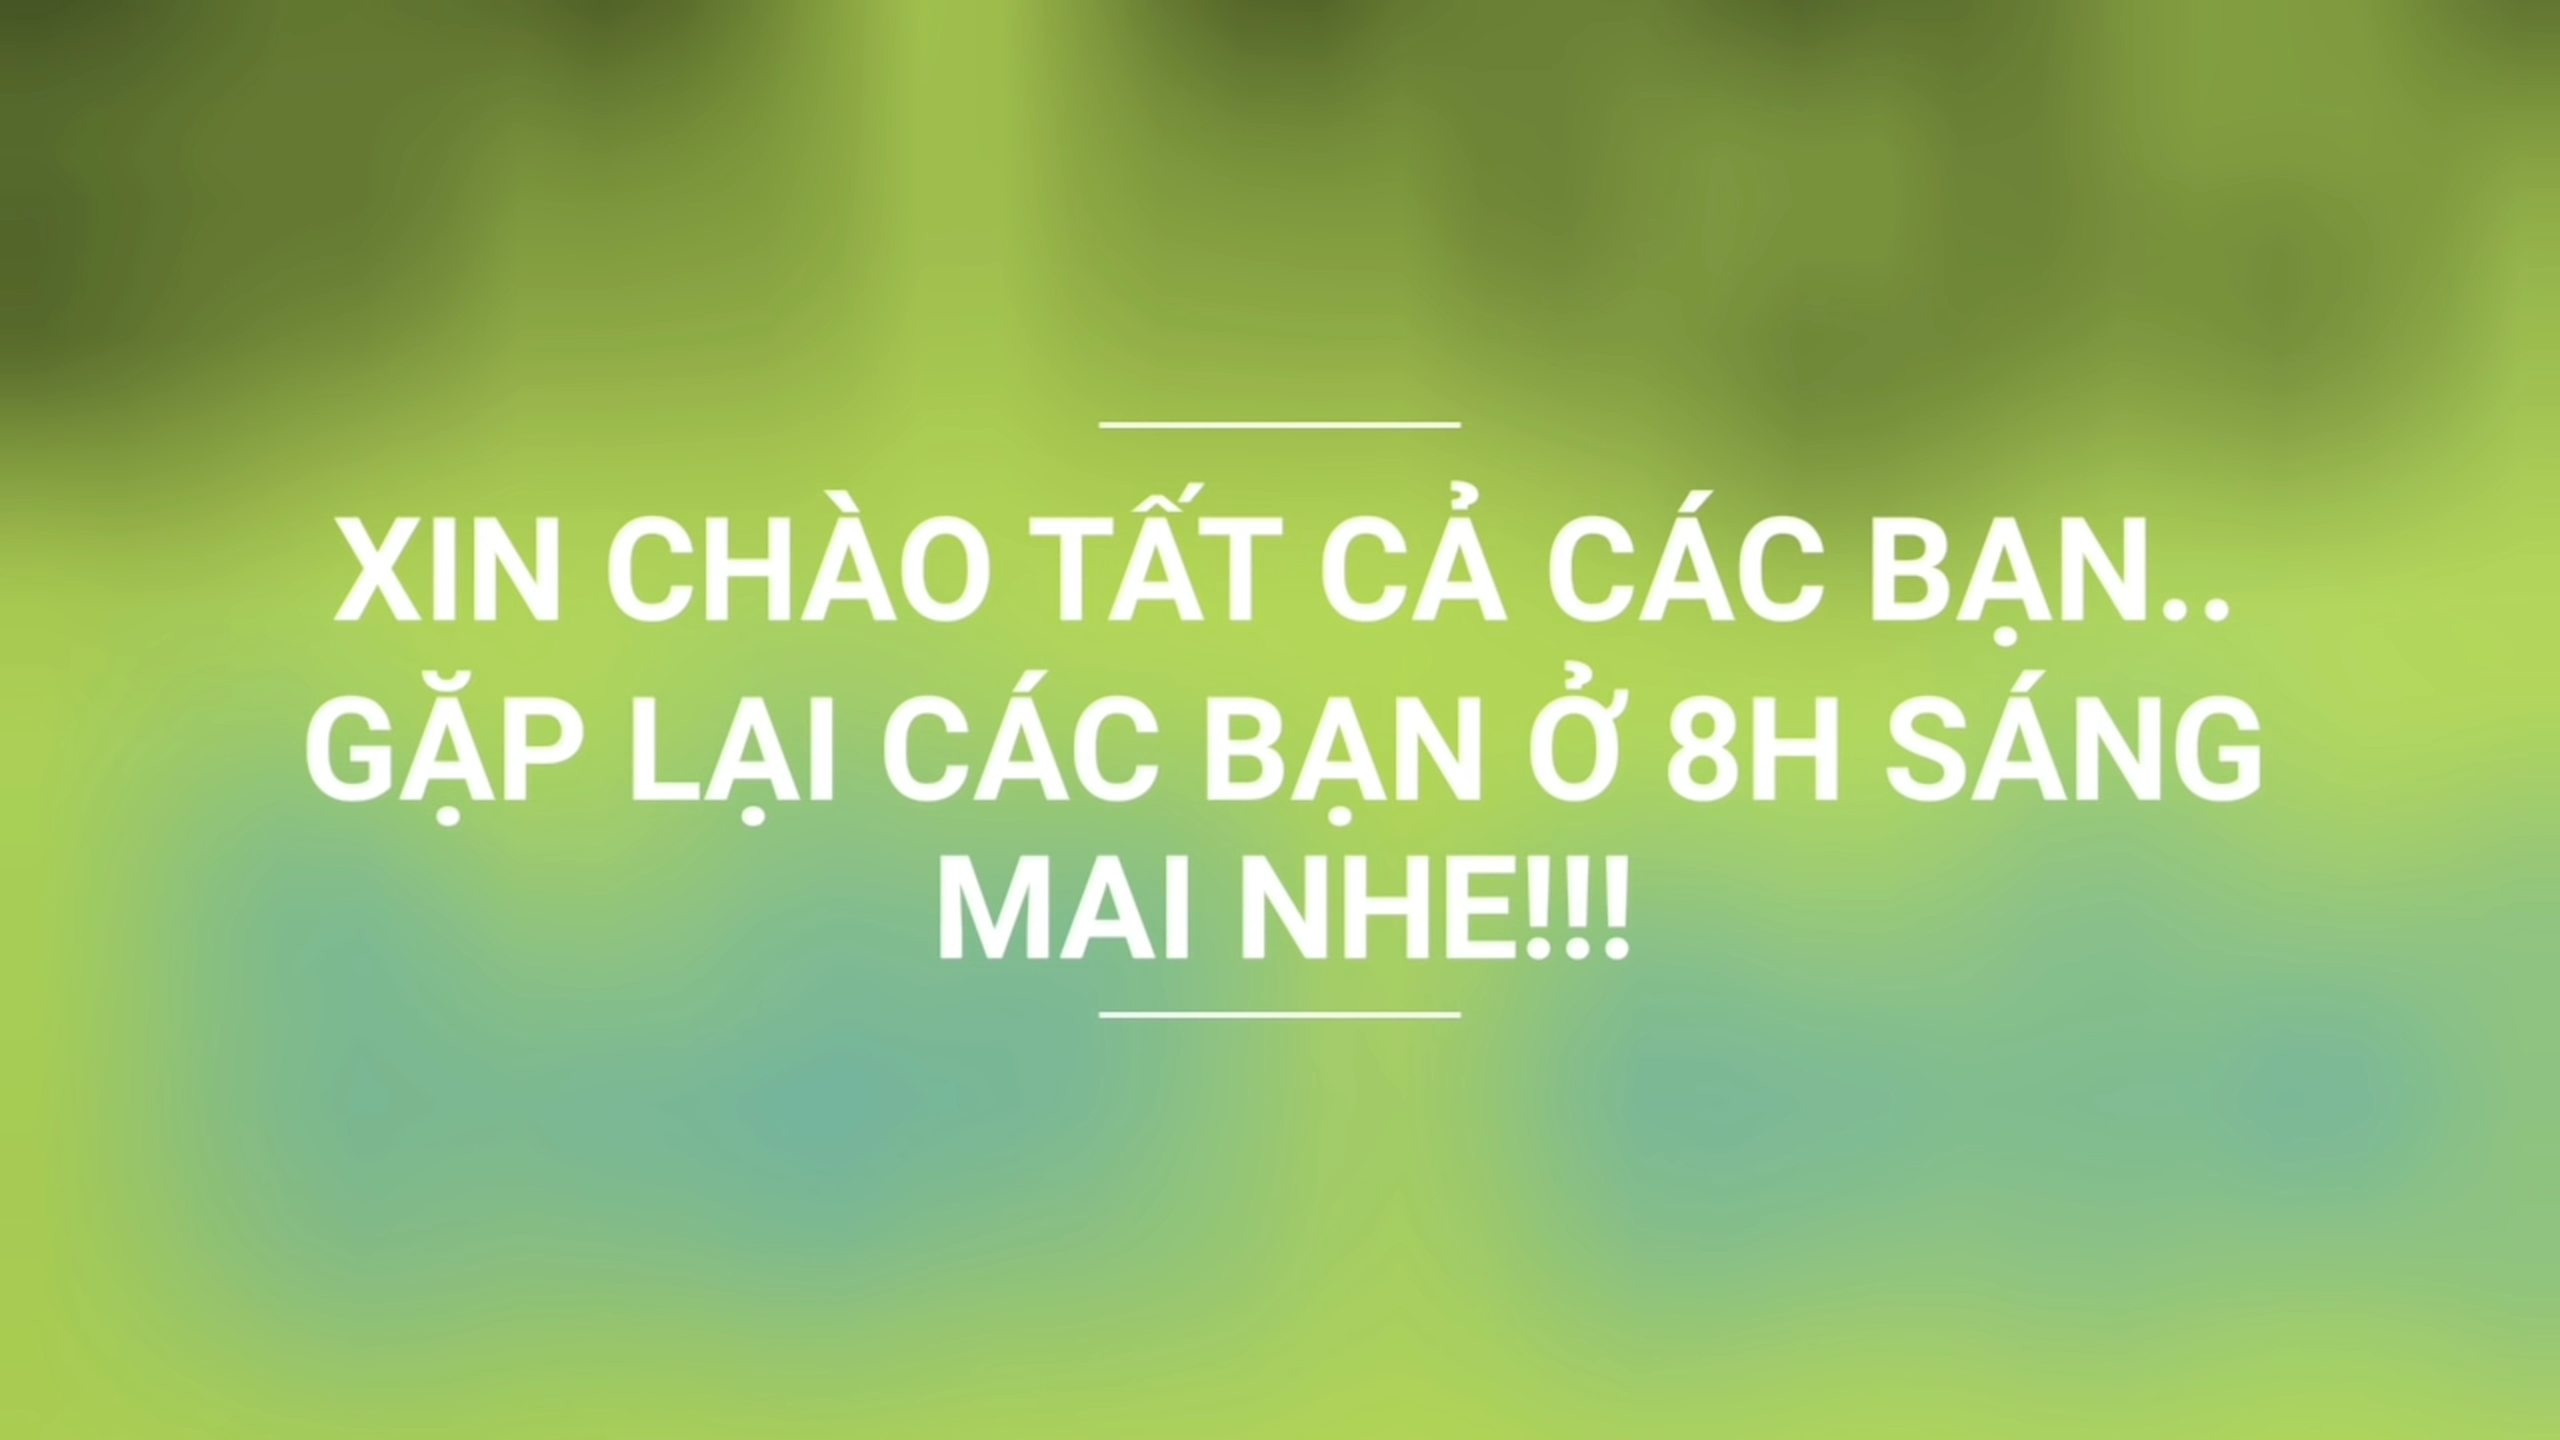 XIN CHÀO TẤT CẢ CÁC BẠN..
GẶP LẠI CÁC BẠN Ở 8H SÁNG
MAI NHE!!!